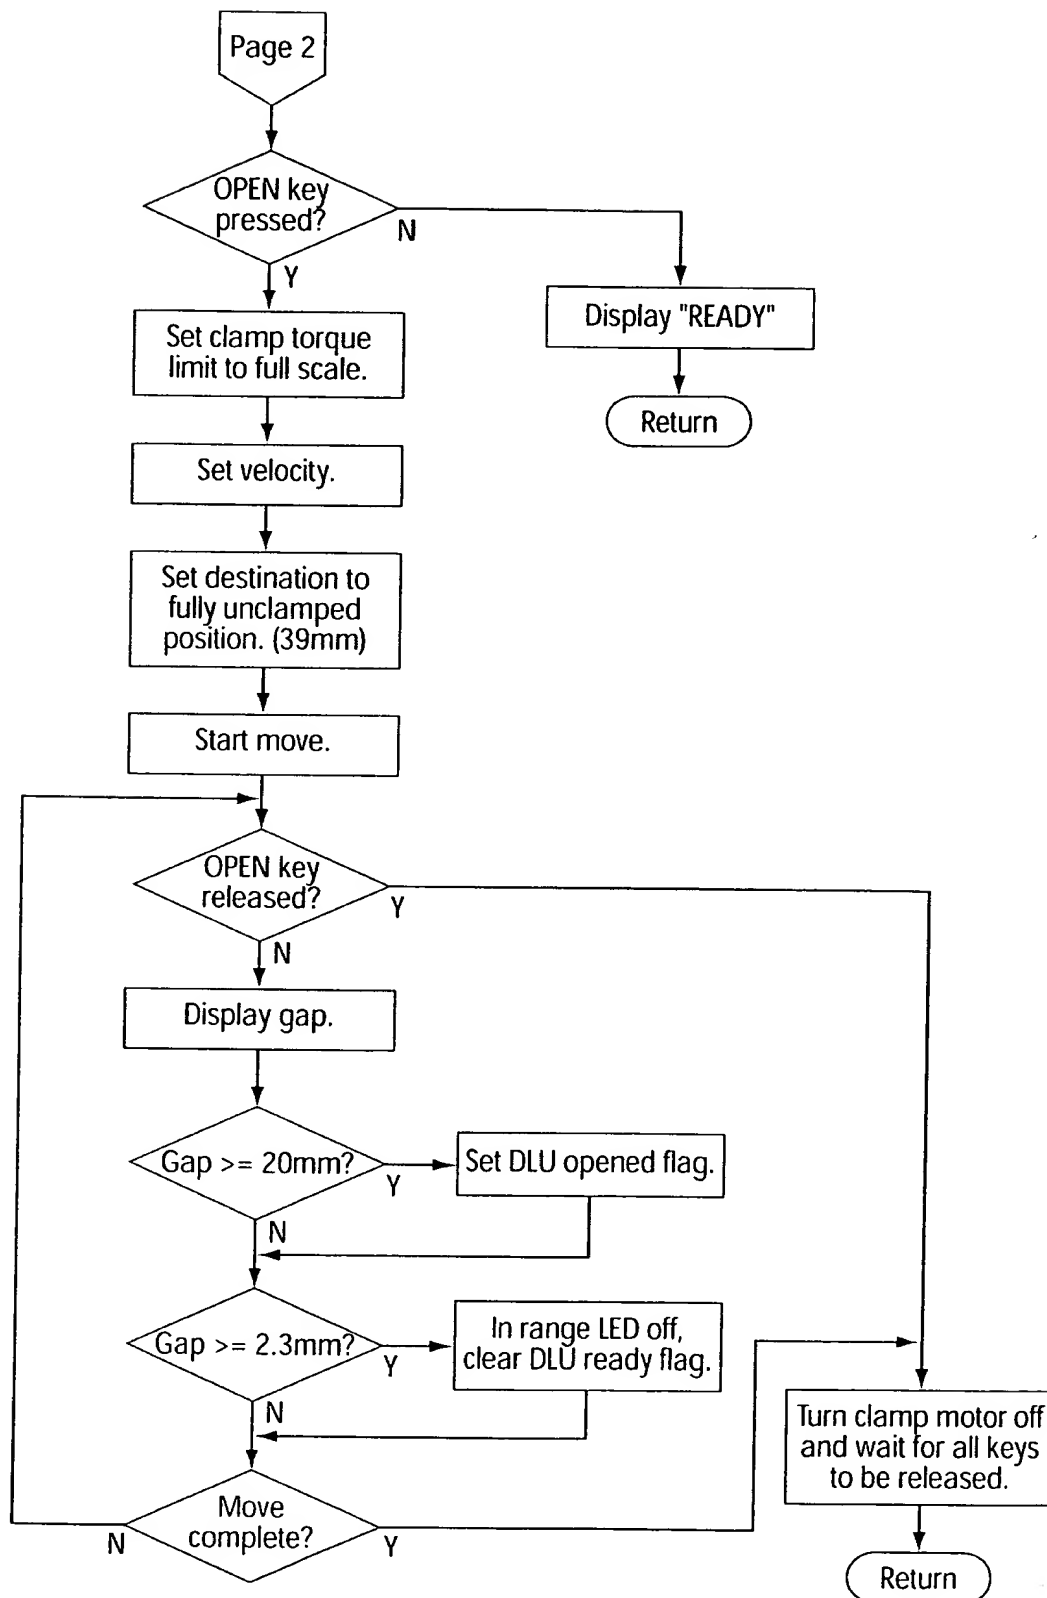 Page 2
OPEN key
pressed?
N
Y
Display "READY"
Set clamp torque
limit to full scale.
Return
Set velocity.
Set destination to
fully unclamped
position. (39mm)
Start move.
OPEN key
released?
Y
N
Display gap.
Gap >= 20mm?
Y
Set DLU opened flag.
N
Gap >= 2.3mm?
Y
In range LED off,
clear DLU ready flag.
N
Turn clamp motor off
and wait for all keys
to be released.
Move
complete?
N
Y
Return